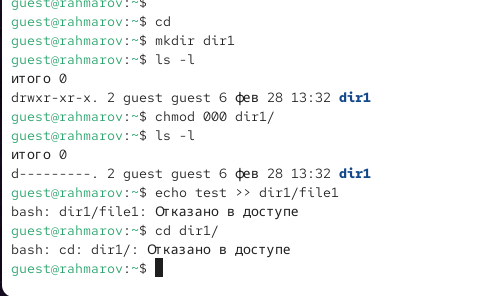 guest@rahmarov:~$
guest@rahmarov:~$ cd
guest@rahmarov:~$ mkdir dir1
guest@rahmarov:~$ ls -l
итого 0
drwxr-xr-x. 2 guest guest 6 фев 28 13:32 dir1
guest@rahmarov:~$ chmod 000 dir1/
guest@rahmarov:~$ ls -l
итого 0
d---------. 2 guest guest 6 фев 28 13:32 dir1
guest@rahmarov:~$ echo test >> dir1/file1
bash: dir1/file1: Отказано в доступе
guest@rahmarov:~$ cd dir1/
bash: cd: dir1/: Отказано в доступе
guest@rahmarov:~$